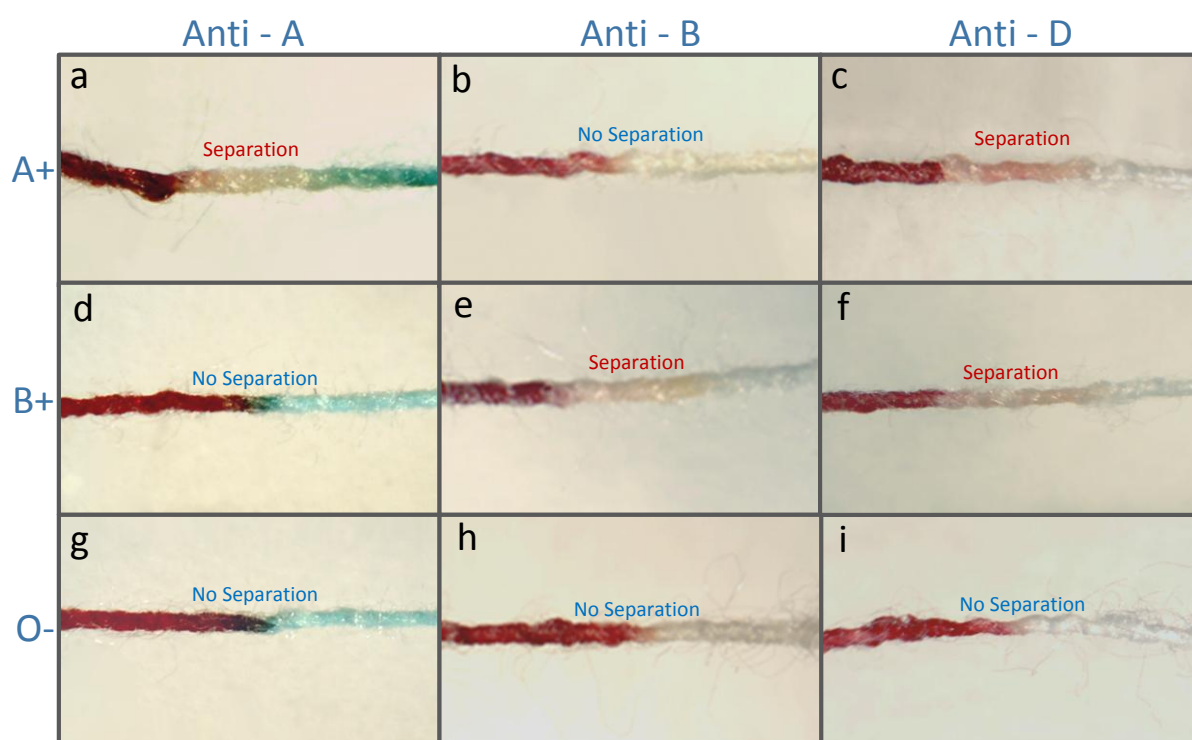 Anti - A
Anti - B
Anti - D
A+
a
Separation
b
No Separation
c
Separation
B+
d
No Separation
e
Separation
f
Separation
O-
g
No Separation
h
No Separation
i
No Separation